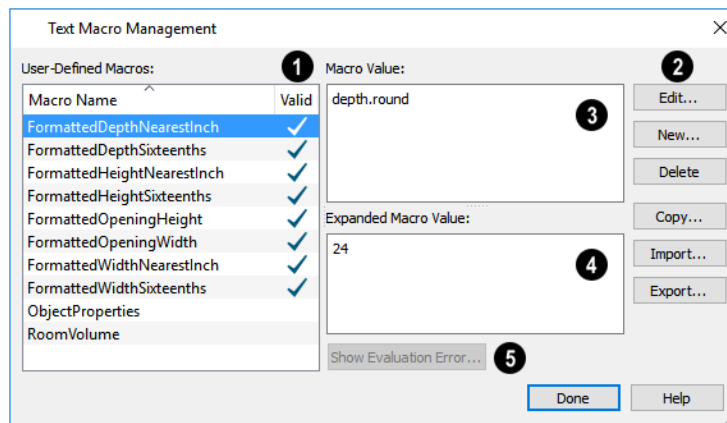 Text Macro Management
User-Defined Macros:
1
Macro Name
Valid
FormattedDepthNearestInch
FormattedDepthSixteenths
FormattedHeightNearestInch
FormattedHeightSixteenths
FormattedOpeningHeight
FormattedOpeningWidth
FormattedWidthNearestInch
FormattedWidthSixteenths
ObjectProperties
RoomVolume
Macro Value:
depth.round
3
Expanded Macro Value:
24
4
Show Evaluation Error...
5
2
Edit...
New...
Delete
Copy...
Import...
Export...
Done
Help